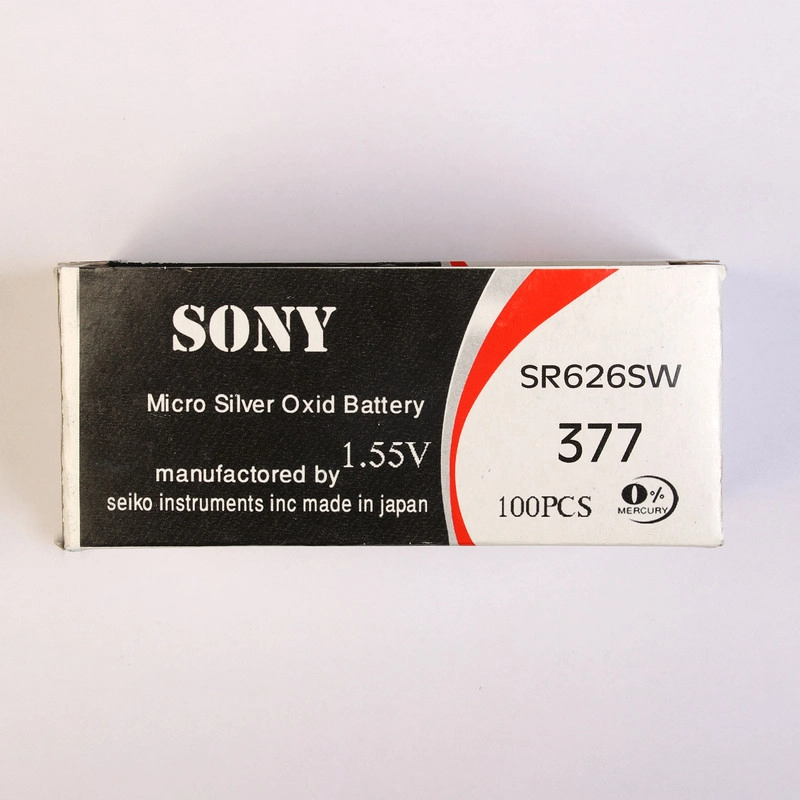 SONY
Micro Silver Oxid Battery
1.55V
manufactored by
seiko instruments inc made in japan
SR626SW
377
100PCS
0%
MERCURY